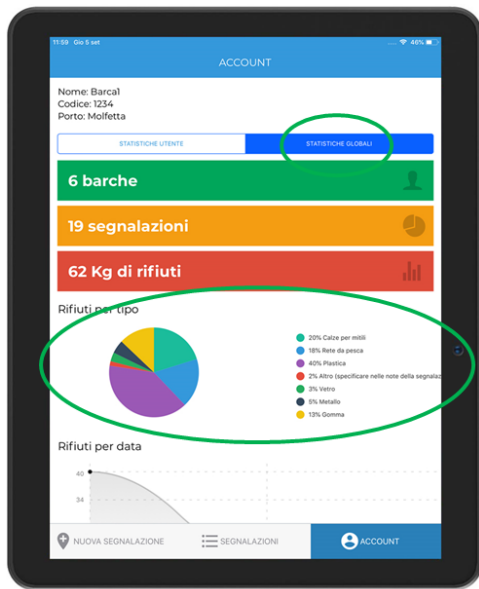 11:59 Gio 5 set
46%
ACCOUNT
Nome: Barca1
Codice: 1234
Porto: Molfetta
STATISTICHE UTENTE
STATISTICHE GLOBALI
6 barche
19 segnalazioni
62 Kg di rifiuti
Rifiuti per tipo
20% Calze per mitili
18% Rete da pesca
40% Plastica
2% Altro (specificare nelle note della segnalaz
3% Vetro
5% Metallo
13% Gomma
Rifiuti per data
40
34
NUOVA SEGNALAZIONE
SEGNALAZIONI
ACCOUNT